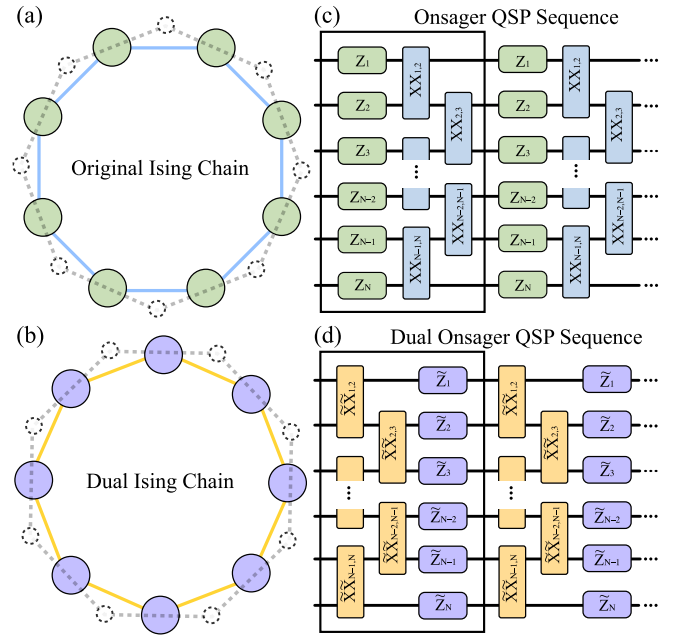 (a)
Original Ising Chain
(b)
Dual Ising Chain
(c) Onsager QSP Sequence
Z1 XX1,2 Z1 XX1,2
Z2 XX2,3 Z2 XX2,3
Z3 Z3
⋮ ⋮
ZN−2 XXN−2,N−1 ZN−2 XXN−2,N−1
ZN−1 XXN−1,N ZN−1 XXN−1,N
ZN ZN
(d) Dual Onsager QSP Sequence
X̃X̃1,2 Z̃1 X̃X̃1,2 Z̃1 ···
X̃X̃2,3 Z̃2 X̃X̃2,3 Z̃2 ···
Z̃3 Z̃3 ···
⋮ ⋮
X̃X̃N−2,N−1 Z̃N−2 X̃X̃N−2,N−1 Z̃N−2 ···
X̃X̃N−1,N Z̃N−1 X̃X̃N−1,N Z̃N−1 ···
Z̃N Z̃N ···